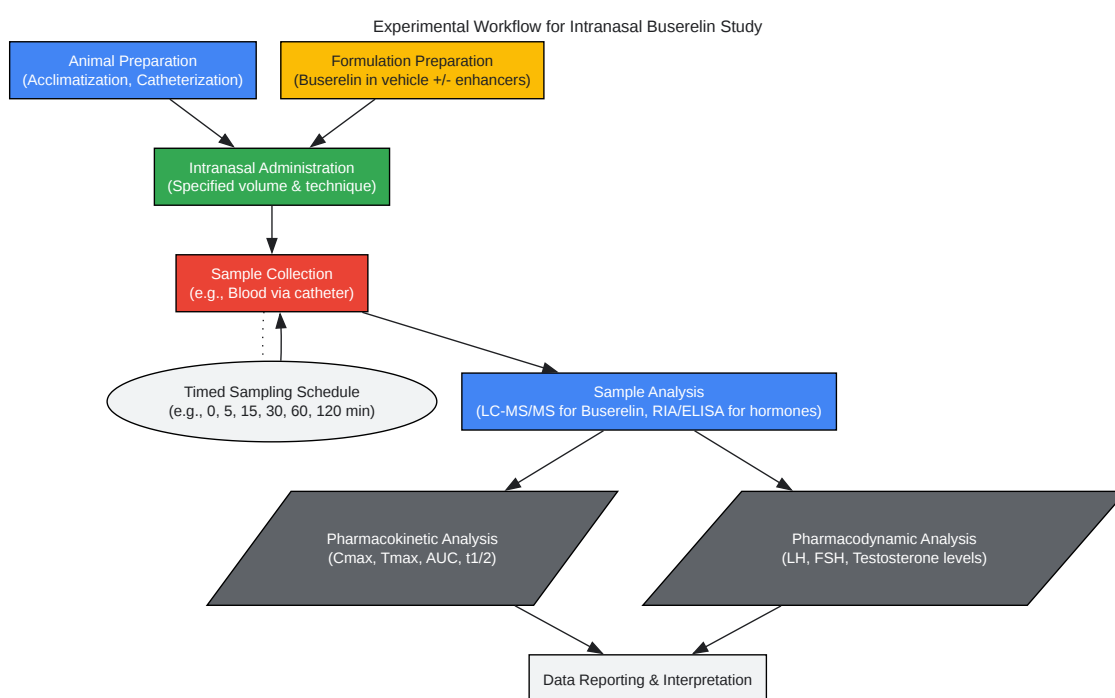 Experimental Workflow for Intranasal Buserelin Study
Animal Preparation
(Acclimatization, Catheterization)
Formulation Preparation
(Buserelin in vehicle +/- enhancers)
Intranasal Administration
(Specified volume & technique)
Sample Collection
(e.g., Blood via catheter)
Timed Sampling Schedule
(e.g., 0, 5, 15, 30, 60, 120 min)
Sample Analysis
(LC-MS/MS for Buserelin, RIA/ELISA for hormones)
Pharmacokinetic Analysis
(Cmax, Tmax, AUC, t1/2)
Pharmacodynamic Analysis
(LH, FSH, Testosterone levels)
Data Reporting & Interpretation